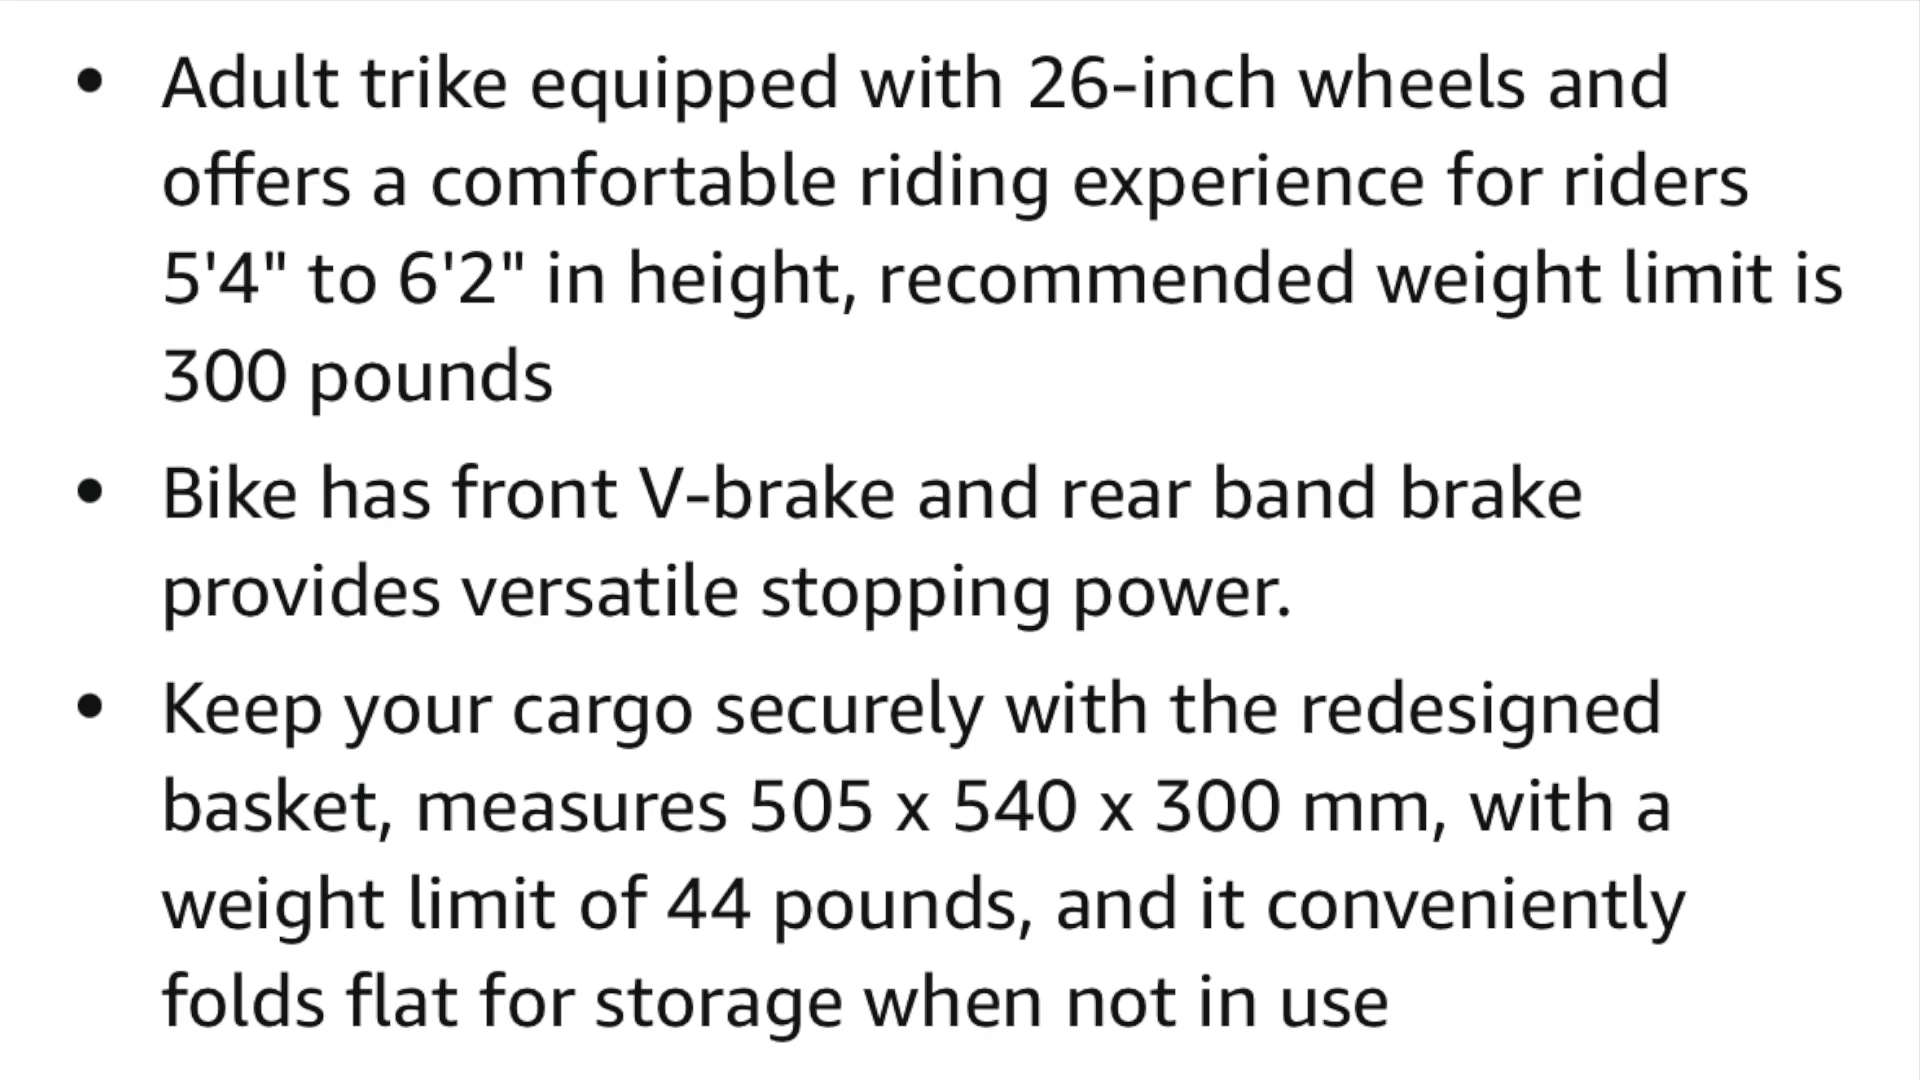 • Adult trike equipped with 26-inch wheels and
offers a comfortable riding experience for riders
5'4" to 6'2" in height, recommended weight limit is
300 pounds
• Bike has front V-brake and rear band brake
provides versatile stopping power.
• Keep your cargo securely with the redesigned
basket, measures 505 x 540 x 300 mm, with a
weight limit of 44 pounds, and it conveniently
folds flat for storage when not in use